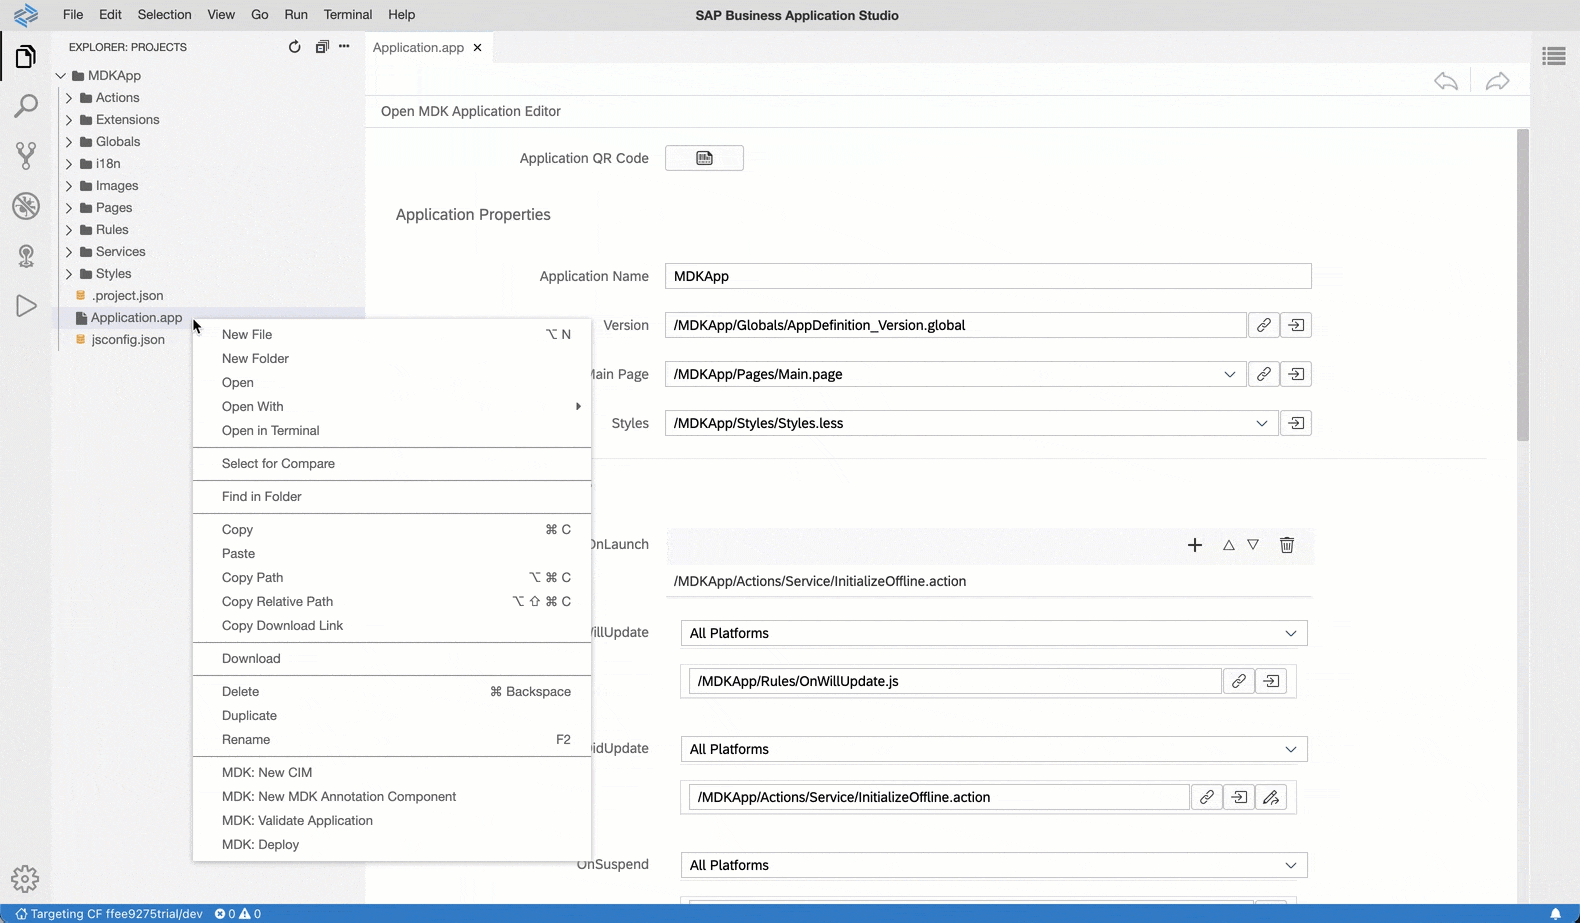 File Edit Selection View Go Run Terminal Help
SAP Business Application Studio
EXPLORER: PROJECTS
MDKApp
Actions
Extensions
Globals
i18n
Images
Pages
Rules
Services
Styles
.project.json
Application.app
jsconfig.json
New File ⌥ N
New Folder
Open
Open With
Open in Terminal
Select for Compare
Find in Folder
Copy ⌘ C
Paste
Copy Path ⌥ ⌘ C
Copy Relative Path ⌥ ⇧ ⌘ C
Copy Download Link
Download
Delete ⌘ Backspace
Duplicate
Rename F2
MDK: New CIM
MDK: New MDK Annotation Component
MDK: Validate Application
MDK: Deploy
Application.app
Open MDK Application Editor
Application QR Code
Application Properties
Application Name MDKApp
Version /MDKApp/Globals/AppDefinition_Version.global
Page /MDKApp/Pages/Main.page
Styles /MDKApp/Styles/Styles.less
OnLaunch
/MDKApp/Actions/Service/InitializeOffline.action
illUpdate All Platforms
/MDKApp/Rules/OnWillUpdate.js
idUpdate All Platforms
/MDKApp/Actions/Service/InitializeOffline.action
OnSuspend All Platforms
Targeting CF ffee9275trial/dev 0 0